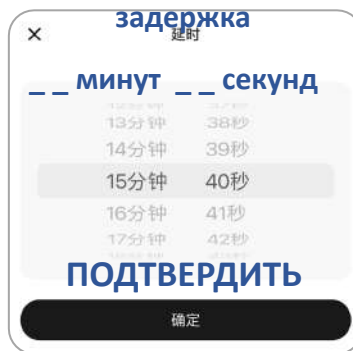 задержка
× 延时
_ _ минут _ _ секунд
13分钟 38秒
14分钟 39秒
15分钟 40秒
16分钟 41秒
17分钟 42秒
ПОДТВЕРДИТЬ
确定